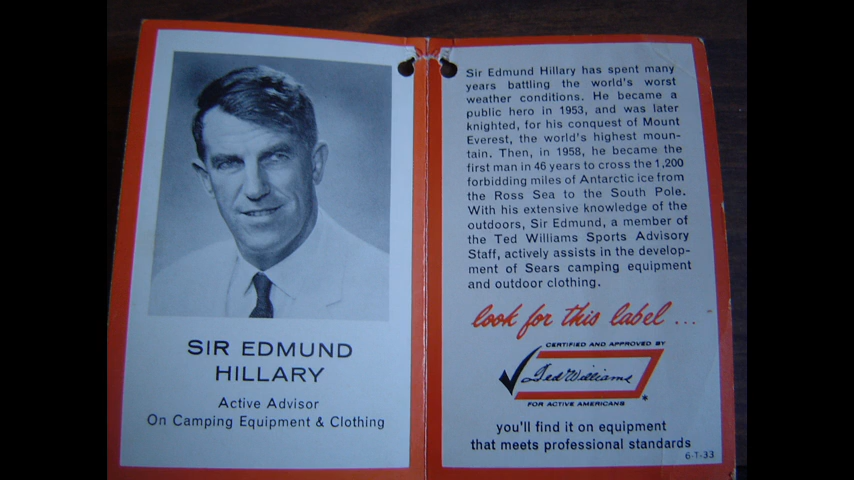 SIR EDMUND
HILLARY
Active Advisor
On Camping Equipment & Clothing
Sir Edmund Hillary has spent many
years battling the world's worst
weather conditions. He became a
public hero in 1953, and was later
knighted, for his conquest of Mount
Everest, the world's highest moun-
tain. Then, in 1958, he became the
first man in 46 years to cross the 1,200
forbidding miles of Antarctic ice from
the Ross Sea to the South Pole.
With his extensive knowledge of the
outdoors, Sir Edmund, a member of
the Ted Williams Sports Advisory
Staff, actively assists in the develop-
ment of Sears camping equipment
and outdoor clothing.
look for this label ...
CERTIFIED AND APPROVED BY
Ted Williams
FOR ACTIVE AMERICANS
you'll find it on equipment
that meets professional standards
6-T-33